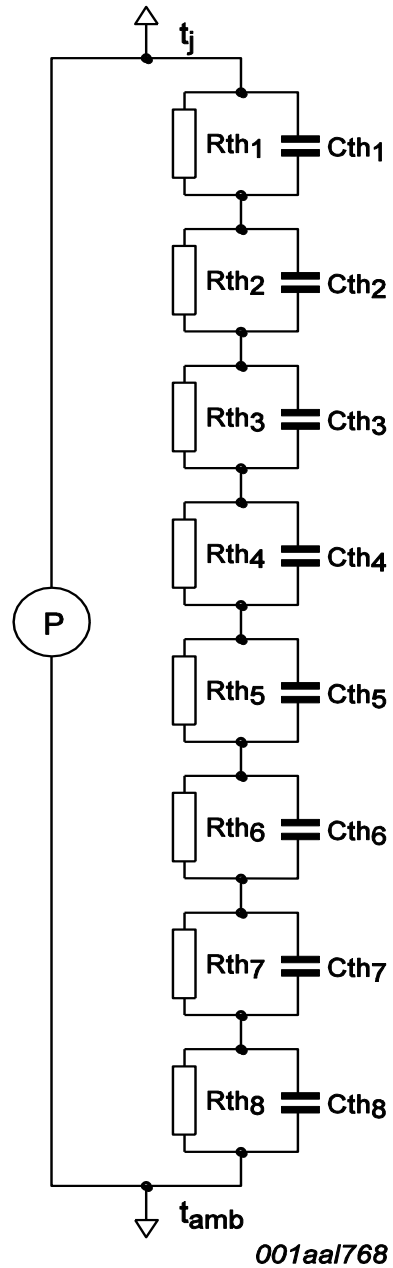 tj
Rth1 Cth1
Rth2 Cth2
Rth3 Cth3
Rth4 Cth4
P
Rth5 Cth5
Rth6 Cth6
Rth7 Cth7
Rth8 Cth8
tamb
001aal768